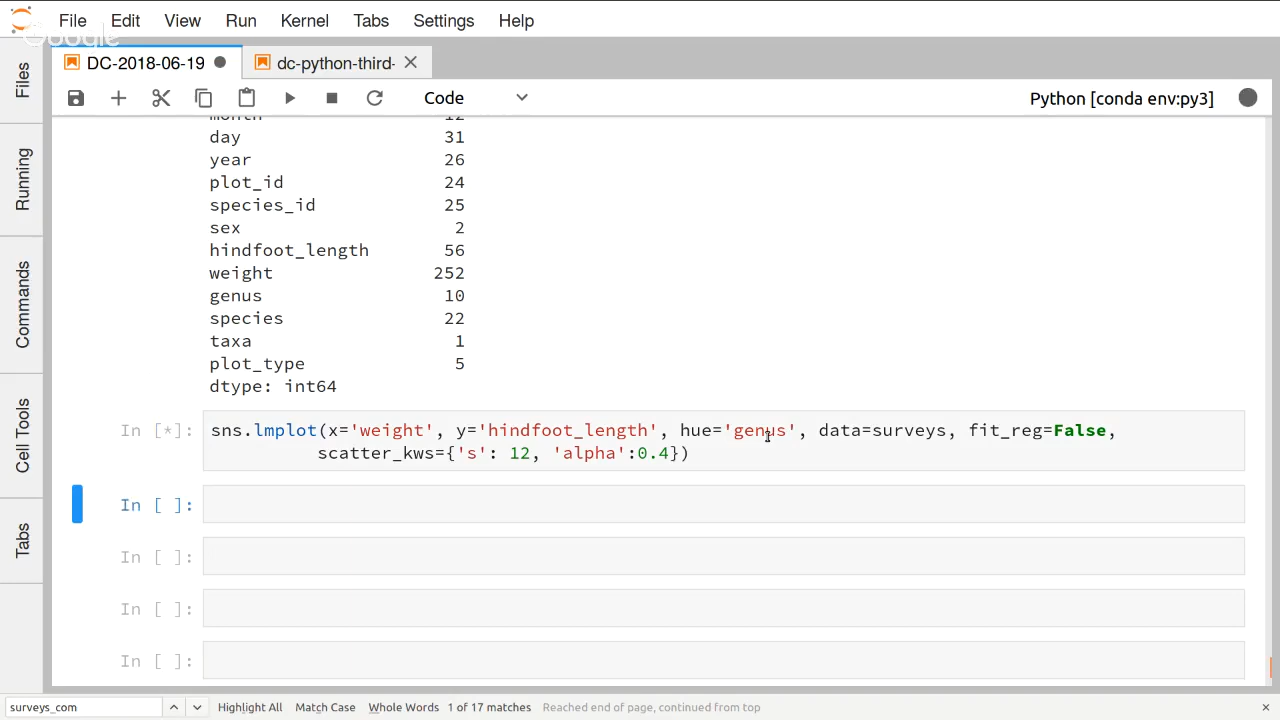 File Edit View Run Kernel Tabs Settings Help
Google
DC-2018-06-19 dc-python-third-
Code Python [conda env:py3]
Files
Running
Commands
Cell Tools
Tabs
month 12
day 31
year 26
plot_id 24
species_id 25
sex 2
hindfoot_length 56
weight 252
genus 10
species 22
taxa 1
plot_type 5
dtype: int64
In [*]: sns.lmplot(x='weight', y='hindfoot_length', hue='genus', data=surveys, fit_reg=False,
scatter_kws={'s': 12, 'alpha':0.4})
In [ ]:
In [ ]:
In [ ]:
In [ ]:
surveys_com Highlight All Match Case Whole Words 1 of 17 matches Reached end of page, continued from top